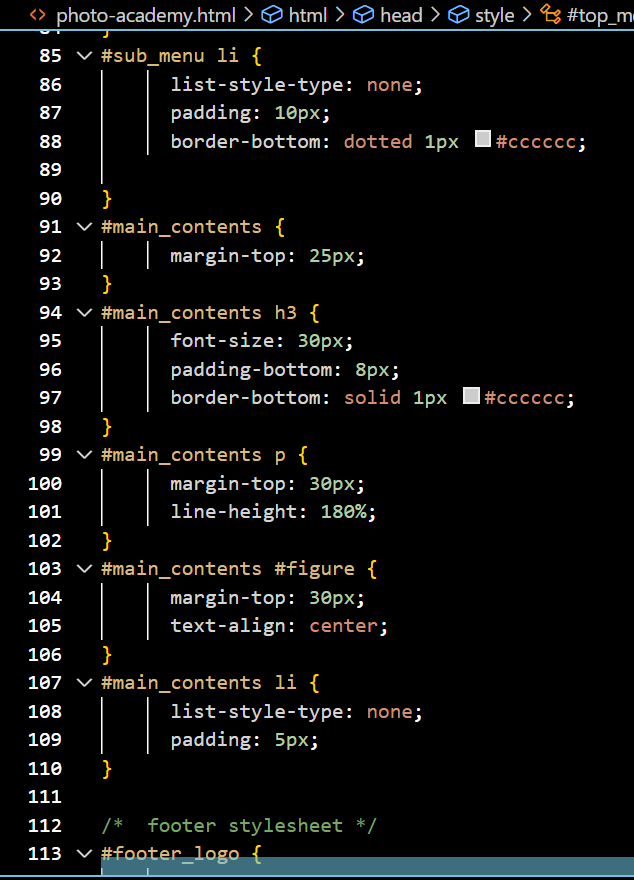 photo-academy.html > html > head > style > #top_m
85 #sub_menu li {
86 list-style-type: none;
87 padding: 10px;
88 border-bottom: dotted 1px #cccccc;
89
90 }
91 #main_contents {
92 margin-top: 25px;
93 }
94 #main_contents h3 {
95 font-size: 30px;
96 padding-bottom: 8px;
97 border-bottom: solid 1px #cccccc;
98 }
99 #main_contents p {
100 margin-top: 30px;
101 line-height: 180%;
102 }
103 #main_contents #figure {
104 margin-top: 30px;
105 text-align: center;
106 }
107 #main_contents li {
108 list-style-type: none;
109 padding: 5px;
110 }
111
112 /*  footer stylesheet */
113 #footer_logo {